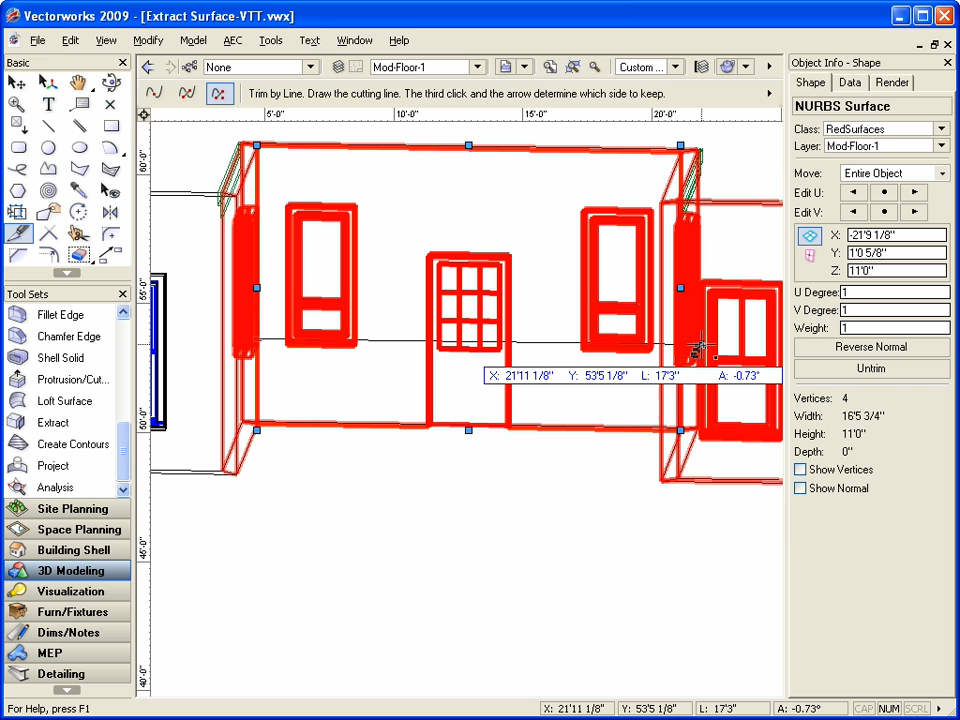 Vectorworks 2009 - [Extract Surface-VTT.vwx]
File Edit View Modify Model AEC Tools Text Window Help
Basic
None
Mod-Floor-1
Custom ...
Trim by Line. Draw the cutting line. The third click and the arrow determine which side to keep.
5'-0" 10'-0" 15'-0" 20'-0"
60'-0"
55'-0"
50'-0"
45'-0"
40'-0"
X: 21'11 1/8" Y: 53'5 1/8" L: 17'3" A: -0.73°
Tool Sets
Fillet Edge
Chamfer Edge
Shell Solid
Protrusion/Cut...
Loft Surface
Extract
Create Contours
Project
Analysis
Site Planning
Space Planning
Building Shell
3D Modeling
Visualization
Furn/Fixtures
Dims/Notes
MEP
Detailing
Object Info - Shape
Shape Data Render
NURBS Surface
Class: RedSurfaces
Layer: Mod-Floor-1
Move: Entire Object
Edit U:
Edit V:
X: -21'9 1/8"
Y: 1'0 5/8"
Z: 11'0"
U Degree: 1
V Degree: 1
Weight: 1
Reverse Normal
Untrim
Vertices: 4
Width: 16'5 3/4"
Height: 11'0"
Depth: 0"
Show Vertices
Show Normal
For Help, press F1
X: 21'11 1/8" Y: 53'5 1/8" L: 17'3" A: -0.73° CAP NUM SCRL